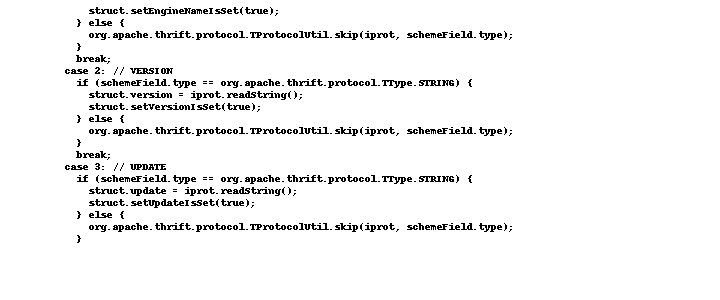 struct.setEngineNameIsSet(true);
} else {
org.apache.thrift.protocol.TProtocolUtil.skip(iprot, schemeField.type);
}
break;
case 2: // VERSION
if (schemeField.type == org.apache.thrift.protocol.TType.STRING) {
struct.version = iprot.readString();
struct.setVersionIsSet(true);
} else {
org.apache.thrift.protocol.TProtocolUtil.skip(iprot, schemeField.type);
}
break;
case 3: // UPDATE
if (schemeField.type == org.apache.thrift.protocol.TType.STRING) {
struct.update = iprot.readString();
struct.setUpdateIsSet(true);
} else {
org.apache.thrift.protocol.TProtocolUtil.skip(iprot, schemeField.type);
}